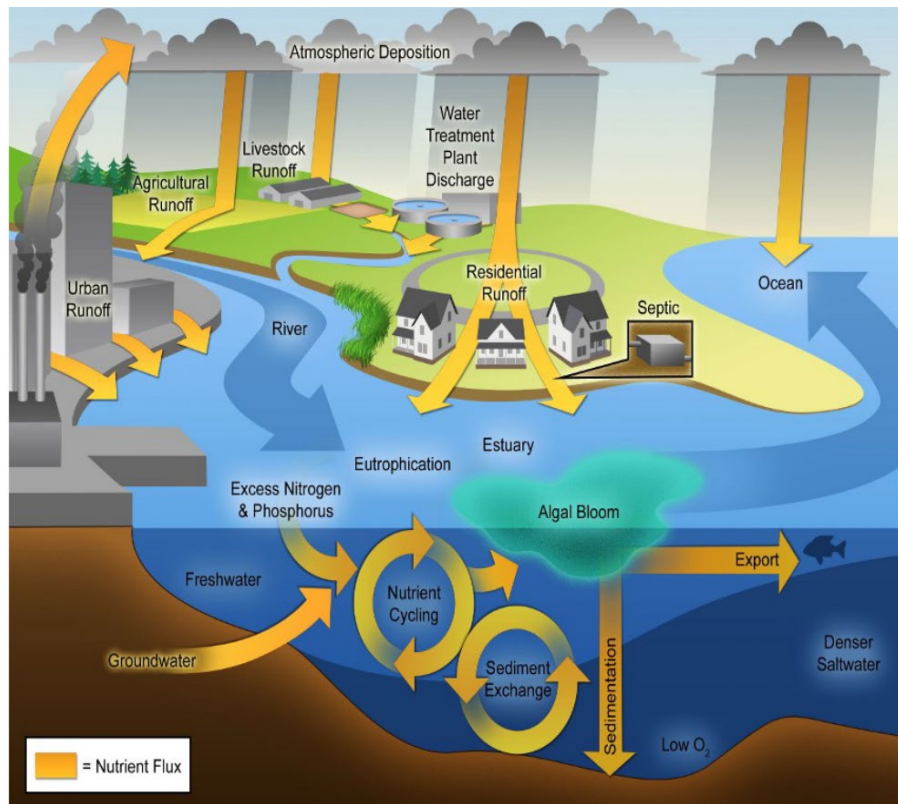 Atmospheric Deposition
Water
Treatment
Plant
Discharge
Livestock
Runoff
Agricultural
Runoff
Residential
Runoff
Ocean
Urban
Runoff
Septic
River
Estuary
Eutrophication
Excess Nitrogen
& Phosphorus
Algal Bloom
Export
Freshwater
Nutrient
Cycling
Groundwater
Sediment
Exchange
Sedimentation
Denser
Saltwater
Low O₂
= Nutrient Flux